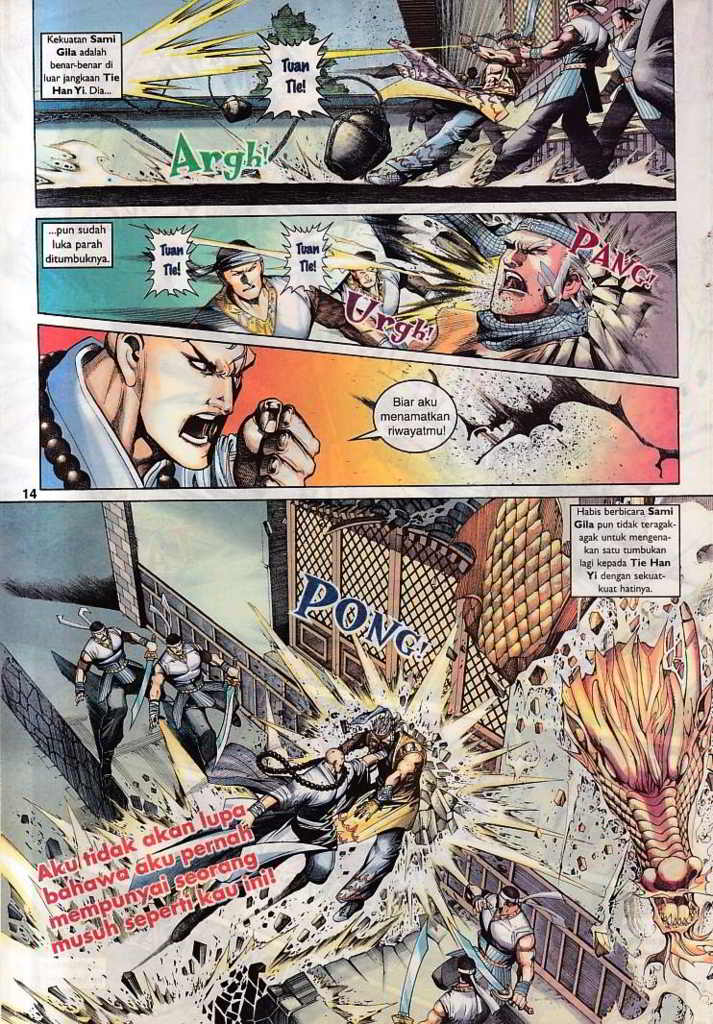 Kekuatan Sami
Gila adalah
benar-benar di
luar jangkaan Tie
Han Yi. Dia...
Tuan
Tie!
Argh!
...pun sudah
luka parah
ditumbuknya.
Tuan
Tie!
Tuan
Tie!
PANG!
Urgh!
Biar aku
menamatkan
riwayatmu!
14
Habis berbicara Sami
Gila pun tidak teragak-
agak untuk mengena-
kan satu tumbukan
lagi kepada Tie Han
Yi dengan sekuat-
kuat hatinya.
PONG!
Aku tidak akan lupa
bahawa aku pernah
mempunyai seorang
musuh seperti kau ini!